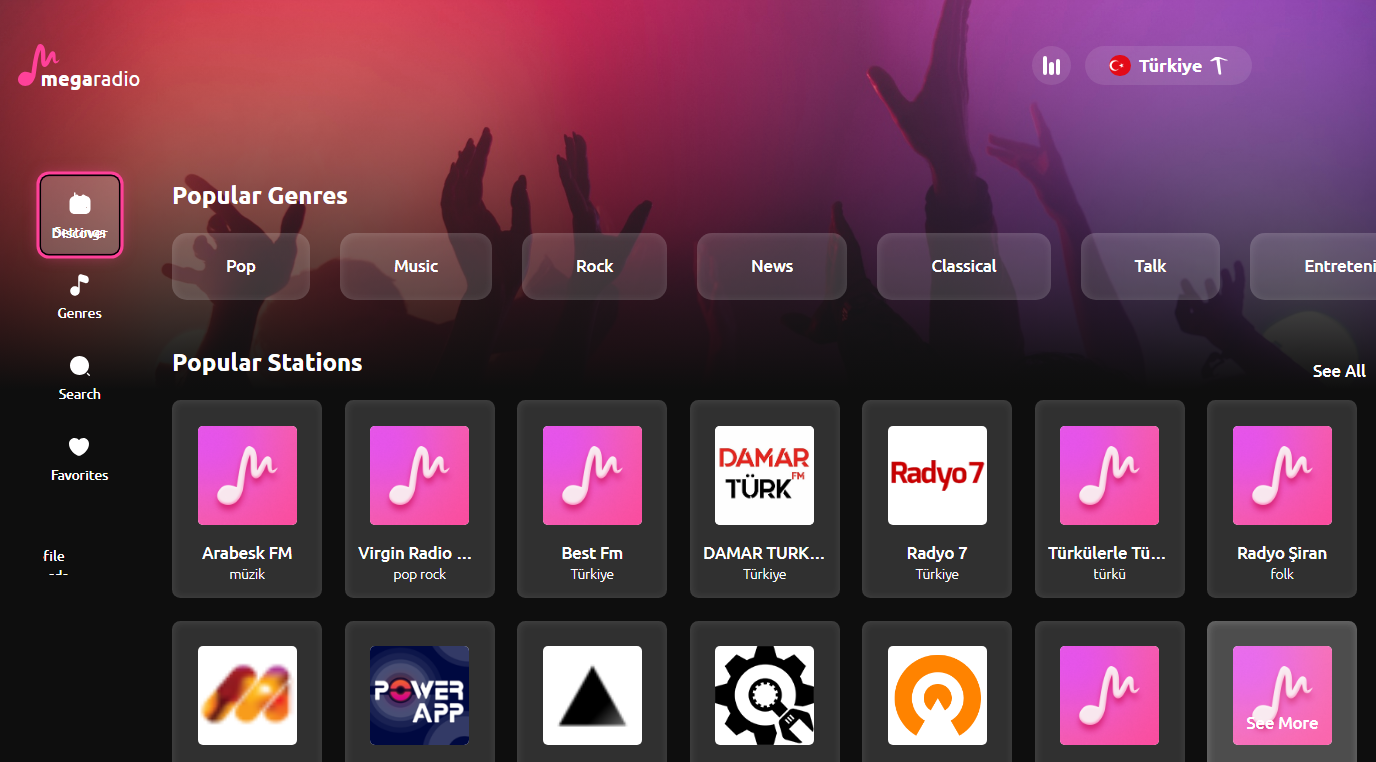 megaradio
Türkiye
Popular Genres
Discover
Settings
Pop
Music
Rock
News
Classical
Talk
Entreteni
Genres
Popular Stations
See All
Search
Favorites
DAMAR
FM
TÜRK
Radyo7
file
Arabesk FM
müzik
Virgin Radio ...
pop rock
Best Fm
Türkiye
DAMAR TURK...
Türkiye
Radyo 7
Türkiye
Türkülerle Tü...
türkü
Radyo Şiran
folk
POWER
APP
See More